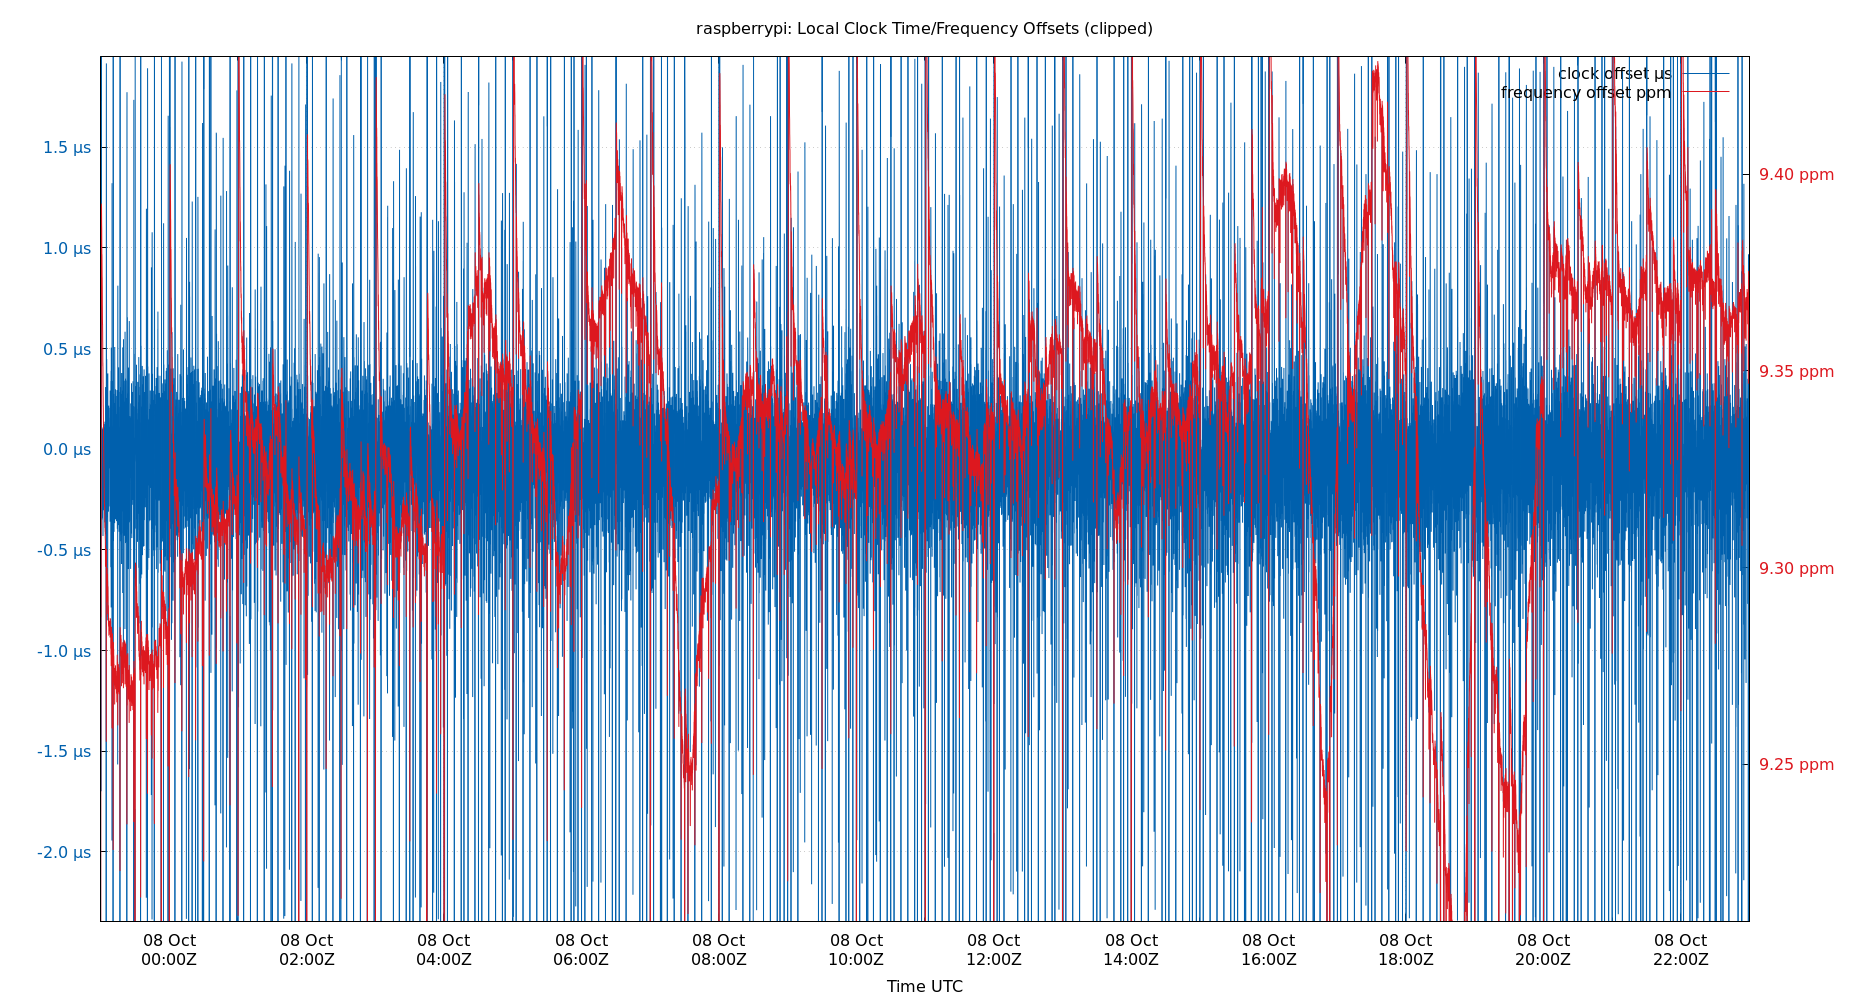 raspberrypi: Local Clock Time/Frequency Offsets (clipped)
clock offset µs
frequency offset ppm
1.5 µs
1.0 µs
0.5 µs
0.0 µs
-0.5 µs
-1.0 µs
-1.5 µs
-2.0 µs
9.40 ppm
9.35 ppm
9.30 ppm
9.25 ppm
08 Oct 08 Oct 08 Oct 08 Oct 08 Oct 08 Oct 08 Oct 08 Oct 08 Oct 08 Oct 08 Oct 08 Oct
00:00Z 02:00Z 04:00Z 06:00Z 08:00Z 10:00Z 12:00Z 14:00Z 16:00Z 18:00Z 20:00Z 22:00Z
Time UTC